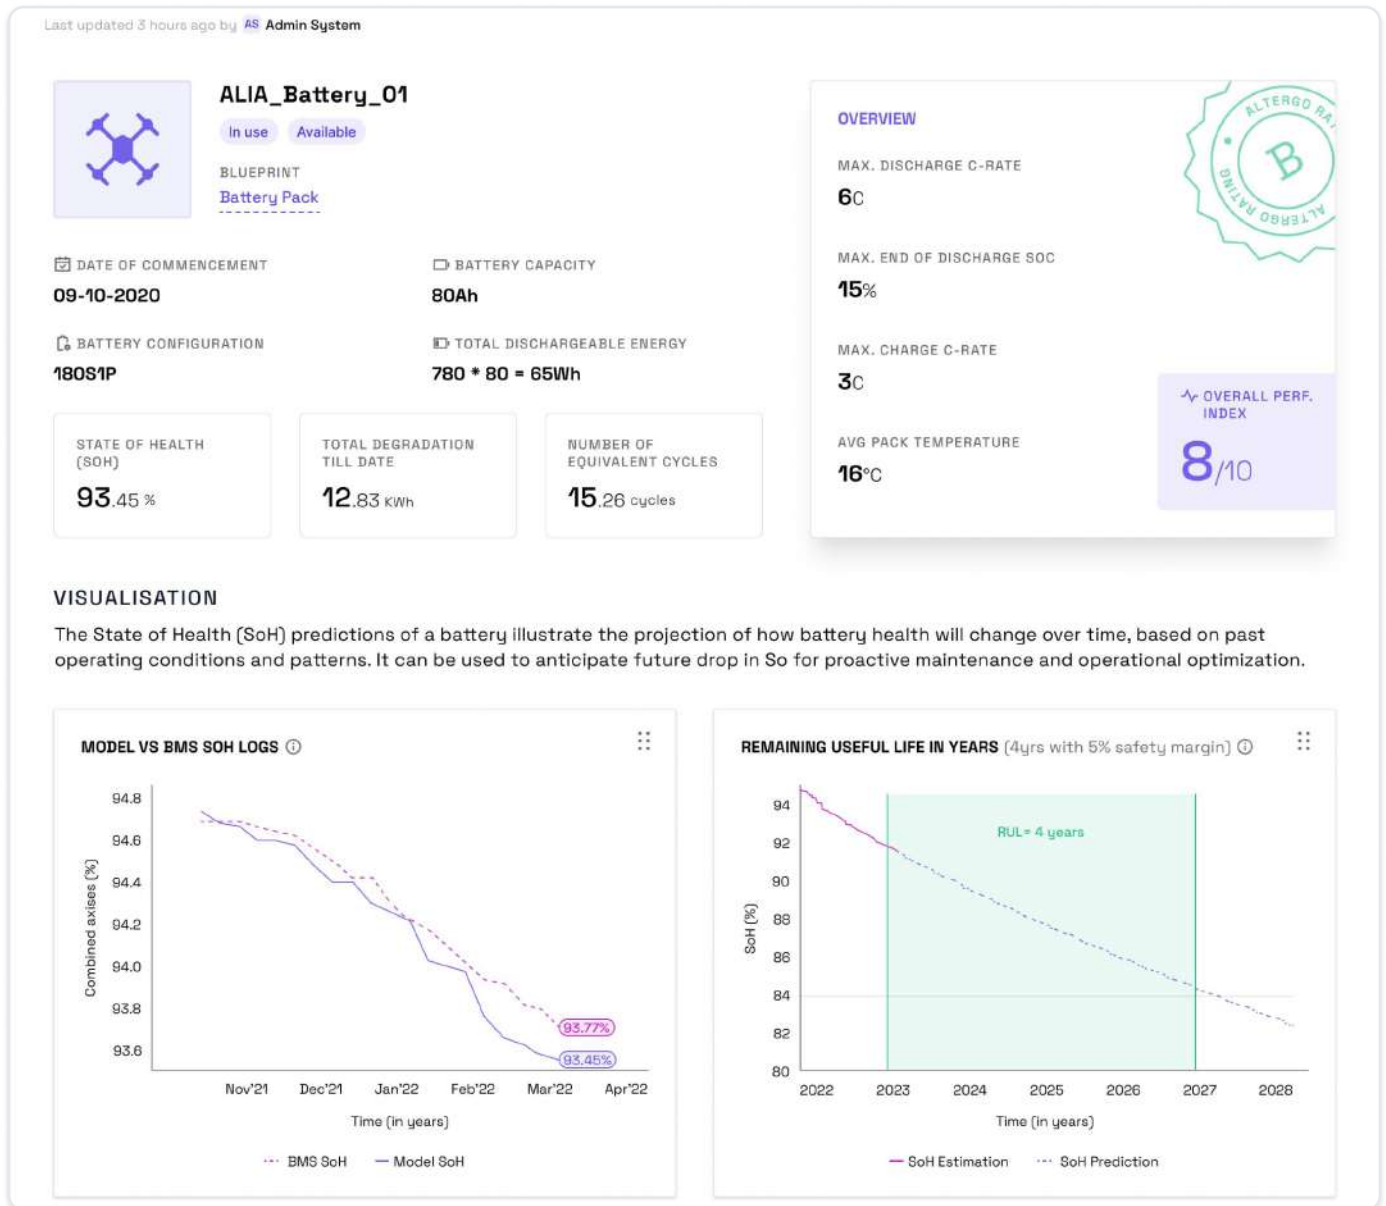 Last updated 3 hours ago by AS Admin System
ALIA_Battery_01
In use Available
BLUEPRINT
Battery Pack
DATE OF COMMENCEMENT
09-10-2020
BATTERY CAPACITY
80Ah
BATTERY CONFIGURATION
180S1P
TOTAL DISCHARGEABLE ENERGY
780 * 80 = 65Wh
STATE OF HEALTH
(SOH)
93.45 %
TOTAL DEGRADATION
TILL DATE
12.83 KWh
NUMBER OF
EQUIVALENT CYCLES
15.26 cycles
OVERVIEW
MAX. DISCHARGE C-RATE
6C
MAX. END OF DISCHARGE SOC
15%
MAX. CHARGE C-RATE
3C
AVG PACK TEMPERATURE
16°C
ALTERGO RA
B
ALTERGO RATING
OVERALL PERF.
INDEX
8/10
VISUALISATION
The State of Health (SoH) predictions of a battery illustrate the projection of how battery health will change over time, based on past
operating conditions and patterns. It can be used to anticipate future drop in So for proactive maintenance and operational optimization.
MODEL VS BMS SOH LOGS
Combined axises (%)
94.8
94.6
94.4
94.2
94.0
93.8
93.6
93.77%
93.45%
Nov'21 Dec'21 Jan'22 Feb'22 Mar'22 Apr'22
Time (in years)
BMS SoH Model SoH
REMAINING USEFUL LIFE IN YEARS (4yrs with 5% safety margin)
SoH (%)
94
92
90
88
86
84
82
80
RUL= 4 years
2022 2023 2024 2025 2026 2027 2028
Time (in years)
SoH Estimation SoH Prediction